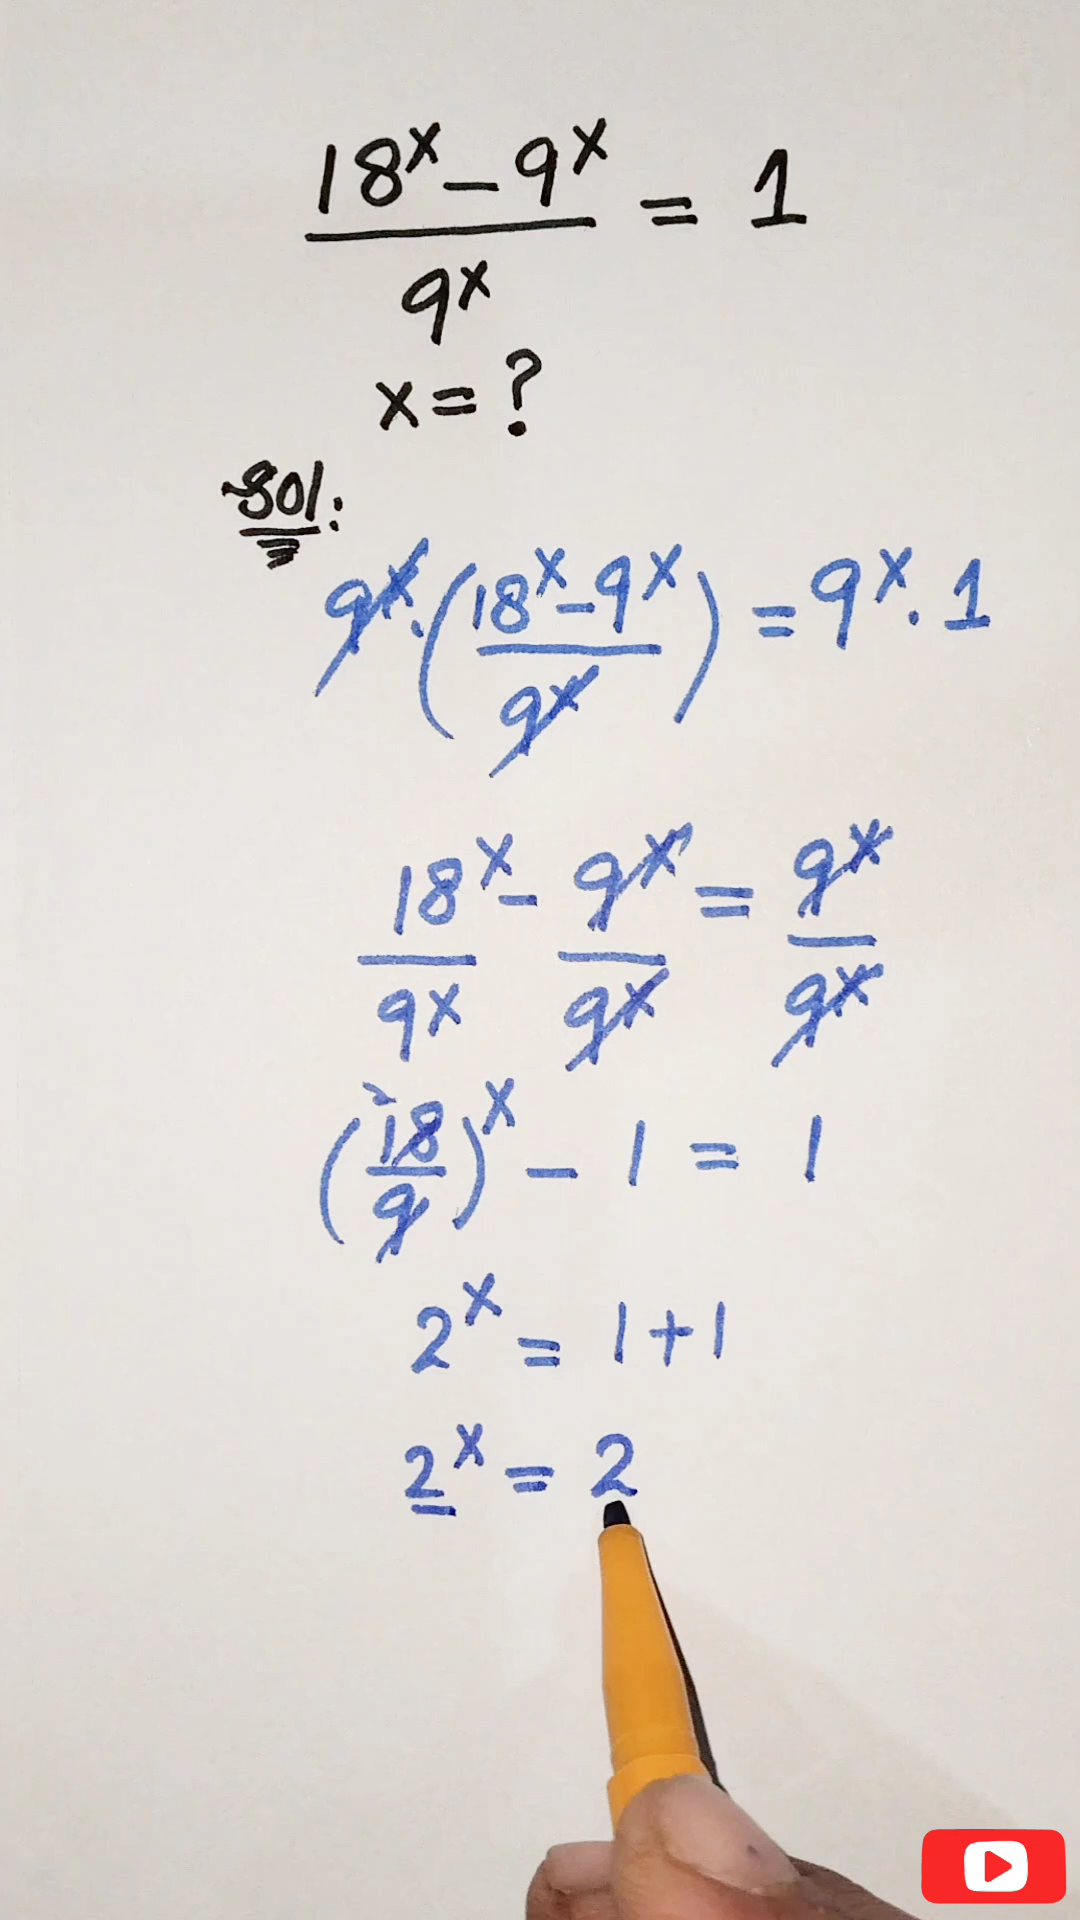 18^x - 9^x / 9^x = 1
x = ?
Sol:
9^x . (18^x - 9^x / 9^x) = 9^x . 1
18^x / 9^x - 9^x / 9^x = 9^x / 9^x
(18 / 9)^x - 1 = 1
2^x = 1 + 1
2^x = 2